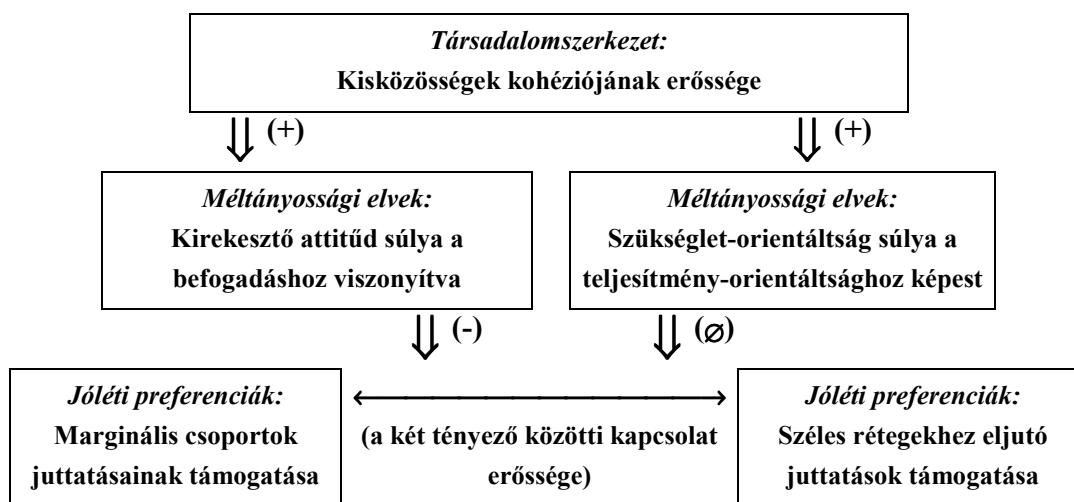 Társadalomszerkezet:
Kisközösségek kohéziójának erőssége
(+)
(+)
Méltányossági elvek:
Kirekesztő attitűd súlya a
befogadáshoz viszonyítva
Méltányossági elvek:
Szükséglet-orientáltság súlya a
teljesítmény-orientáltsághoz képest
(-)
(∅)
Jóléti preferenciák:
Marginális csoportok
juttatásainak támogatása
(a két tényező közötti kapcsolat
erőssége)
Jóléti preferenciák:
Széles rétegekhez eljutó
juttatások támogatása